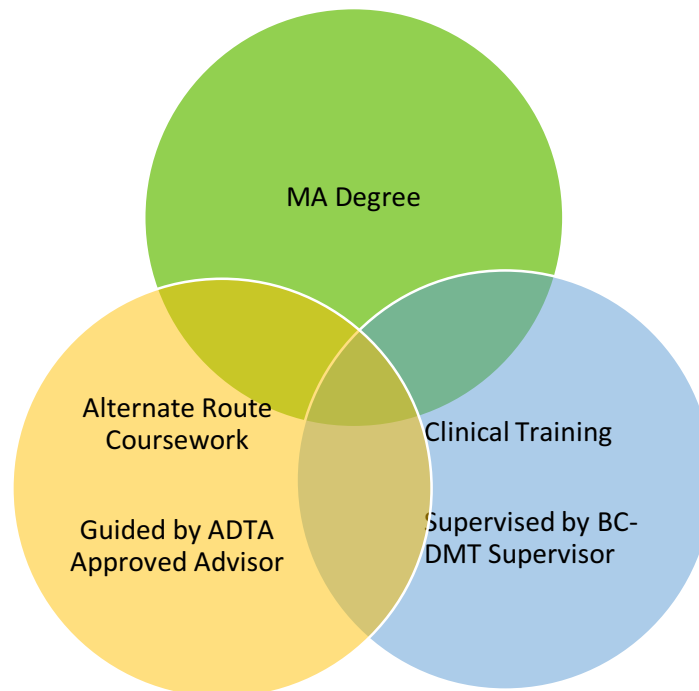 MA Degree
Alternate Route
Coursework
Guided by ADTA
Approved Advisor
Clinical Training
Supervised by BC-
DMT Supervisor